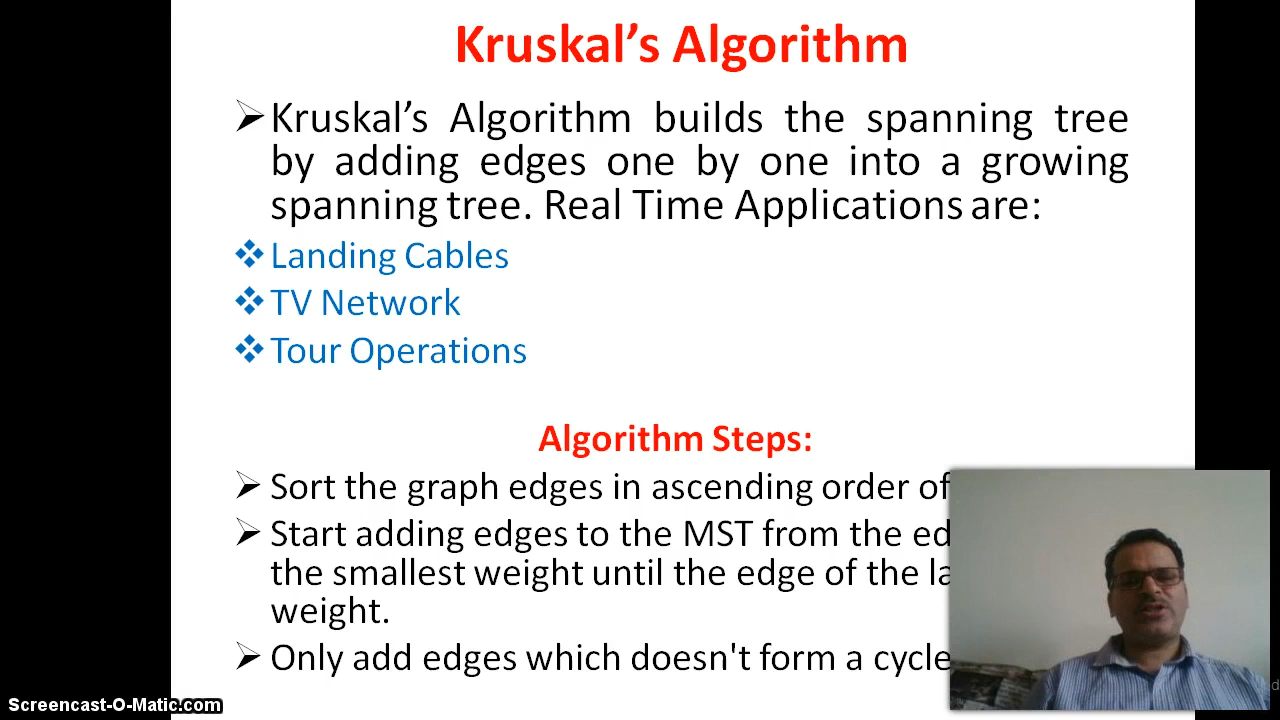 Kruskal’s Algorithm
Kruskal’s Algorithm builds the spanning tree
by adding edges one by one into a growing
spanning tree. Real Time Applications are:
Landing Cables
TV Network
Tour Operations
Algorithm Steps:
Sort the graph edges in ascending order of
Start adding edges to the MST from the
the smallest weight until the edge of the
weight.
Only add edges which doesn't form a cycle
Screencast-O-Matic.com